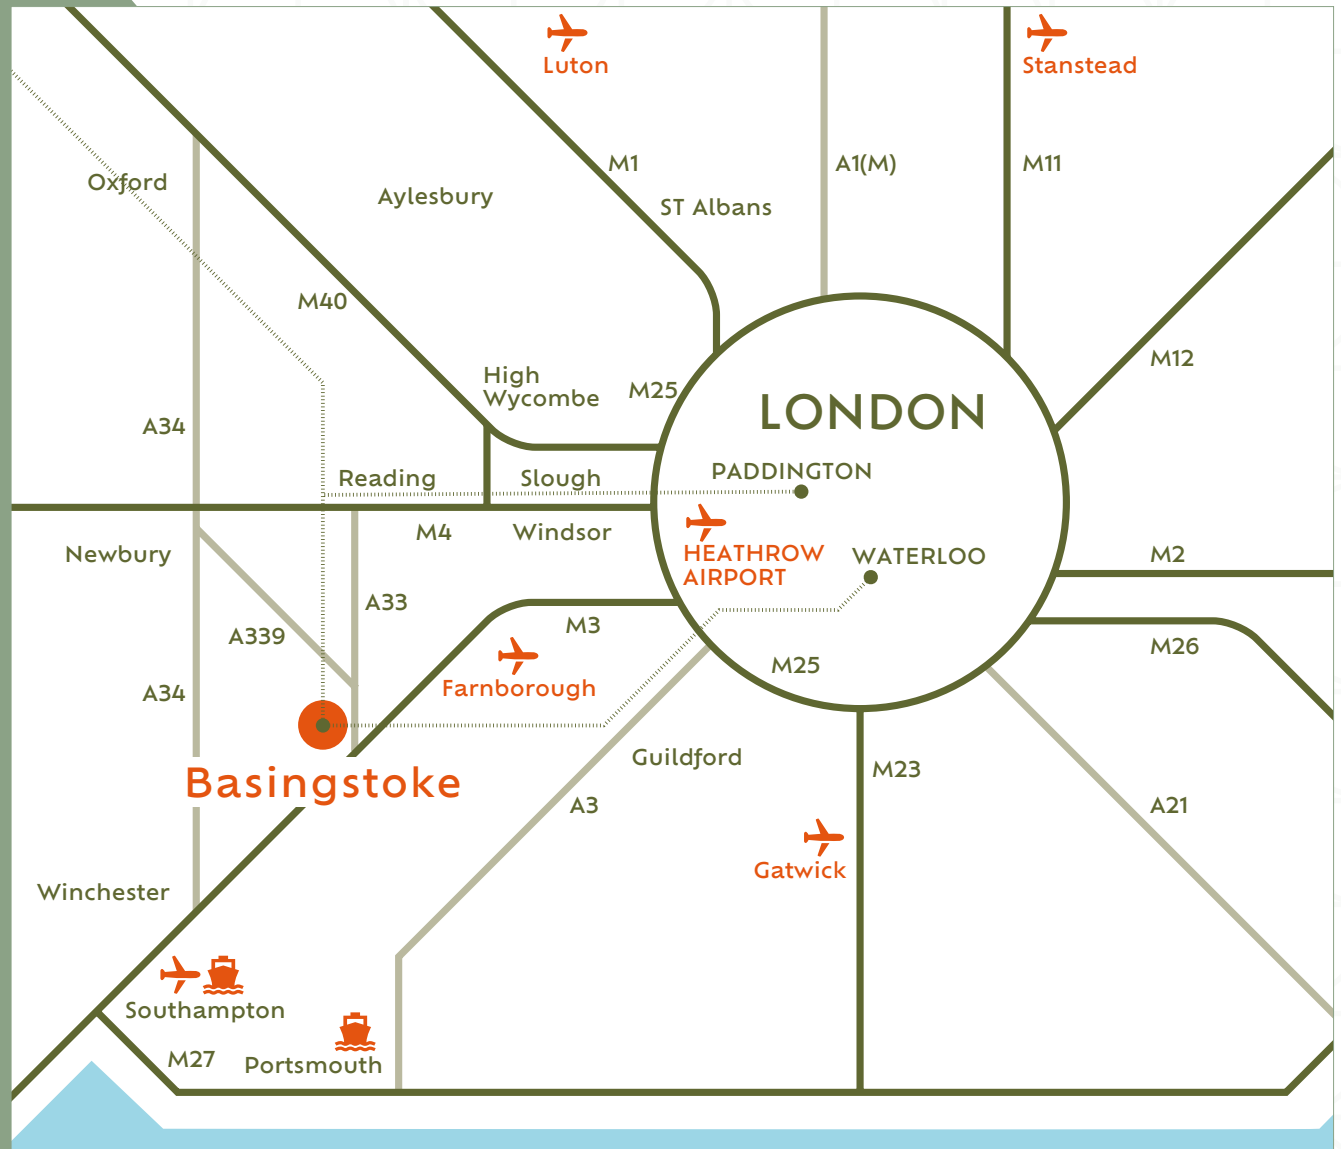 Luton
Stanstead
M1
A1(M)
M11
Oxford
Aylesbury
ST Albans
M40
M12
High
Wycombe
M25
LONDON
A34
PADDINGTON
Reading
Slough
M4
Windsor
HEATHROW
AIRPORT
WATERLOO
M2
Newbury
A33
M3
A339
M26
M25
Farnborough
A34
Guildford
M23
Basingstoke
A3
A21
Gatwick
Winchester
Southampton
M27
Portsmouth